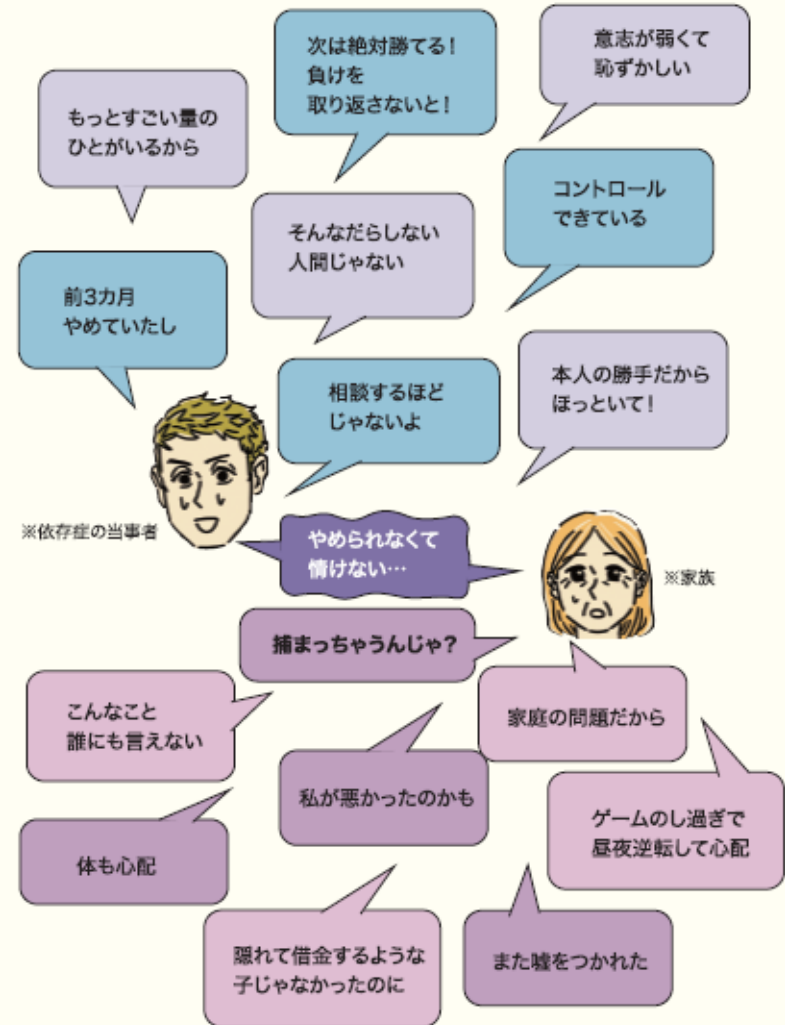 次は絶対勝てる！
負けを
取り返さないと！
意志が弱くて
恥ずかしい
もっとすごい量の
ひとがいるから
コントロール
できている
そんなだらしない
人間じゃない
前3カ月
やめていたし
本人の勝手だから
ほっといて！
相談するほど
じゃないよ
※依存症の当事者
やめられなくて
情けない…
※家族
捕まっちゃうんじゃ？
こんなこと
誰にも言えない
家庭の問題だから
私が悪かったのかも
ゲームのし過ぎで
昼夜逆転して心配
体も心配
隠れて借金するような
子じゃなかったのに
また嘘をつかれた